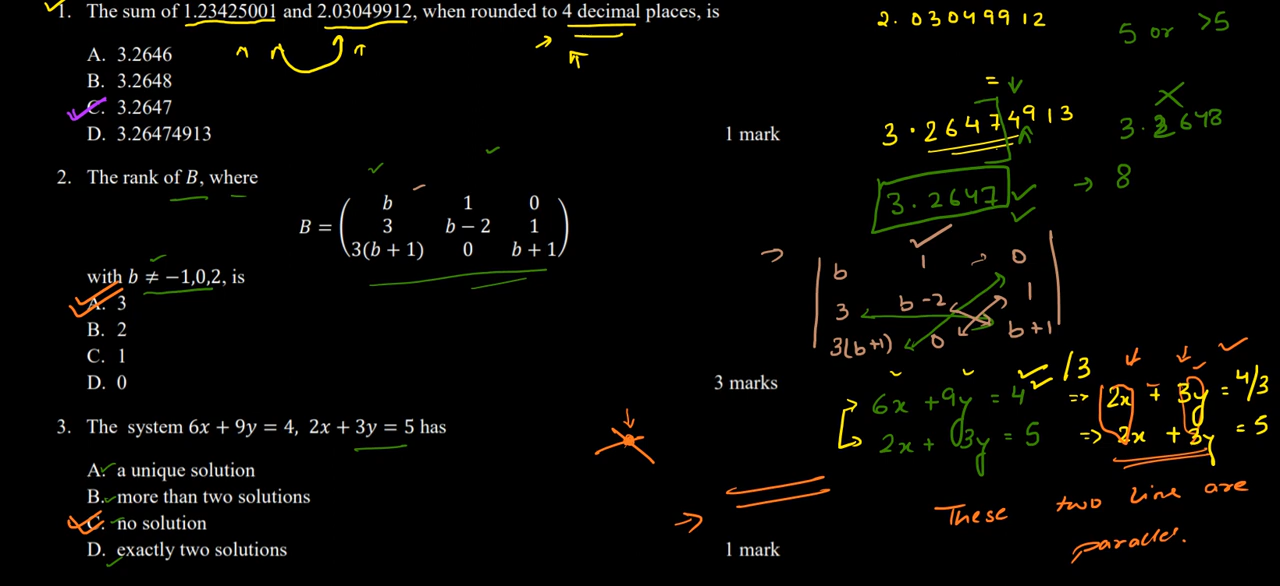 1. The sum of 1.23425001 and 2.03049912, when rounded to 4 decimal places, is
A. 3.2646
B. 3.2648
C. 3.2647
D. 3.26474913
1 mark
2. The rank of B, where
B = ( b 1 0
3 b − 2 1
3(b + 1) 0 b + 1 )
with b ≠ −1,0,2, is
A. 3
B. 2
C. 1
D. 0
3 marks
3. The system 6x + 9y = 4, 2x + 3y = 5 has
A. a unique solution
B. more than two solutions
C. no solution
D. exactly two solutions
1 mark
2.03049912
5 or >5
=
3.26474913
3.2647
3.2648
→ 8
→ | b 1 0 |
| 3 b-2 1 |
| 3(b+1) 0 b+1 |
6x + 9y = 4 /3 => 2x + 3y = 4/3
2x + 3y = 5 => 2x + 3y = 5
These two line are
parallel.